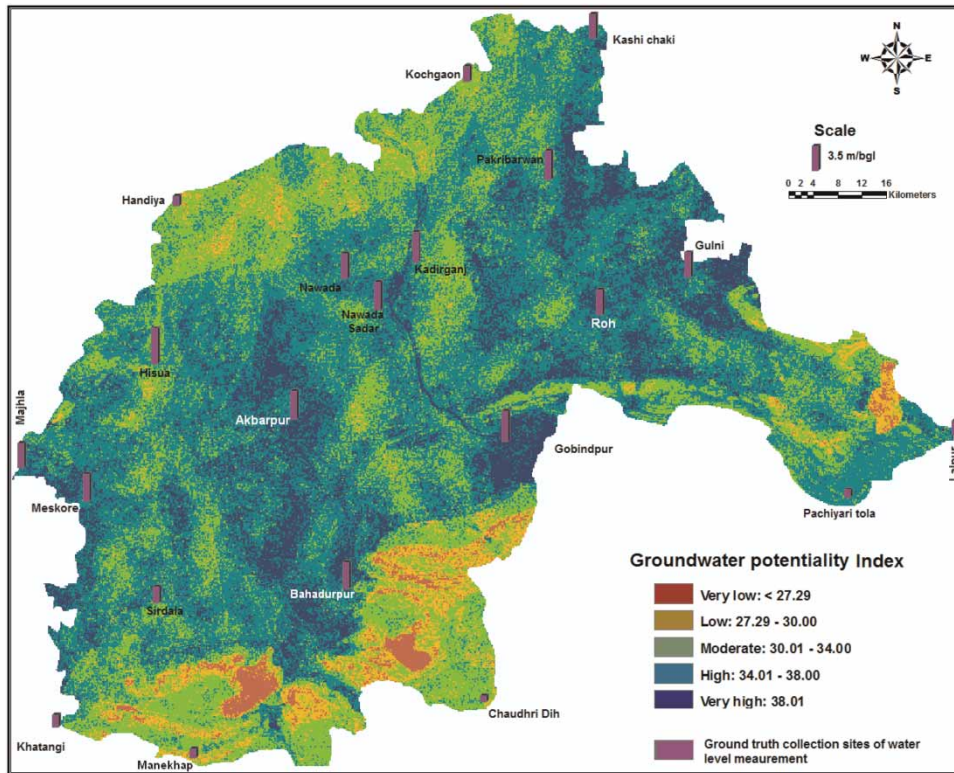 Kashi chaki
N
W E
S
Kochgaon
Scale
3.5 m/bgl
Pakribarwan
0 2 4 8 12 16
Kilometers
Handiya
Gulni
Kadirganj
Nawada
Nawada
Sadar
Roh
Hisua
Majhla
Akbarpur
Gobindpur
Lalpur
Meskore
Pachiyari tola
Groundwater potentiality Index
Very low: < 27.29
Low: 27.29 - 30.00
Moderate: 30.01 - 34.00
High: 34.01 - 38.00
Very high: 38.01
Bahadurpur
Sirdala
Chaudhri Dih
Khatangi
Manekhap
Ground truth collection sites of water
level meaurement